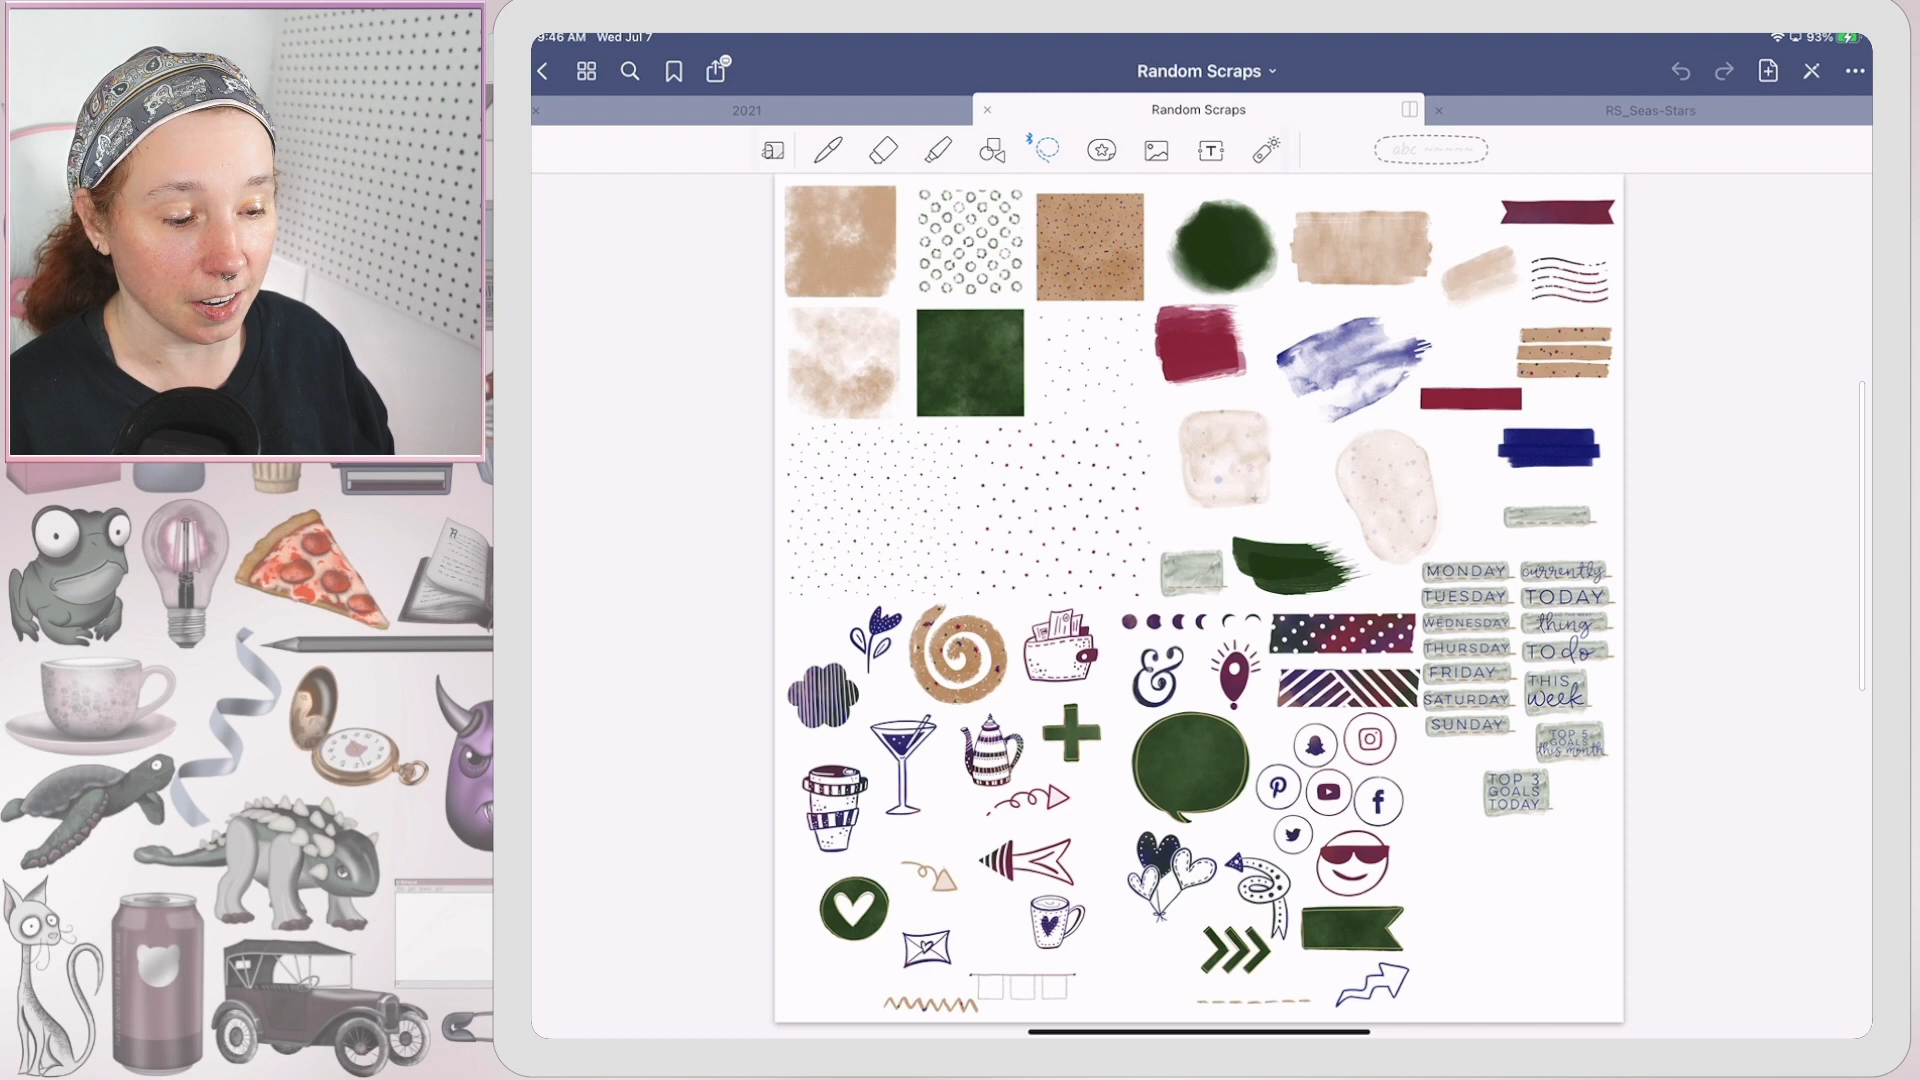 9:46 AM Wed Jul 7
93%
Random Scraps
2021
Random Scraps
RS_Seas-Stars
T
abc
MONDAY
currently
TUESDAY
TODAY
WEDNESDAY
thing
THURSDAY
TO do
FRIDAY
THIS
week
SATURDAY
SUNDAY
TOP 5
GOALS
this month
TOP 3
GOALS
TODAY
&